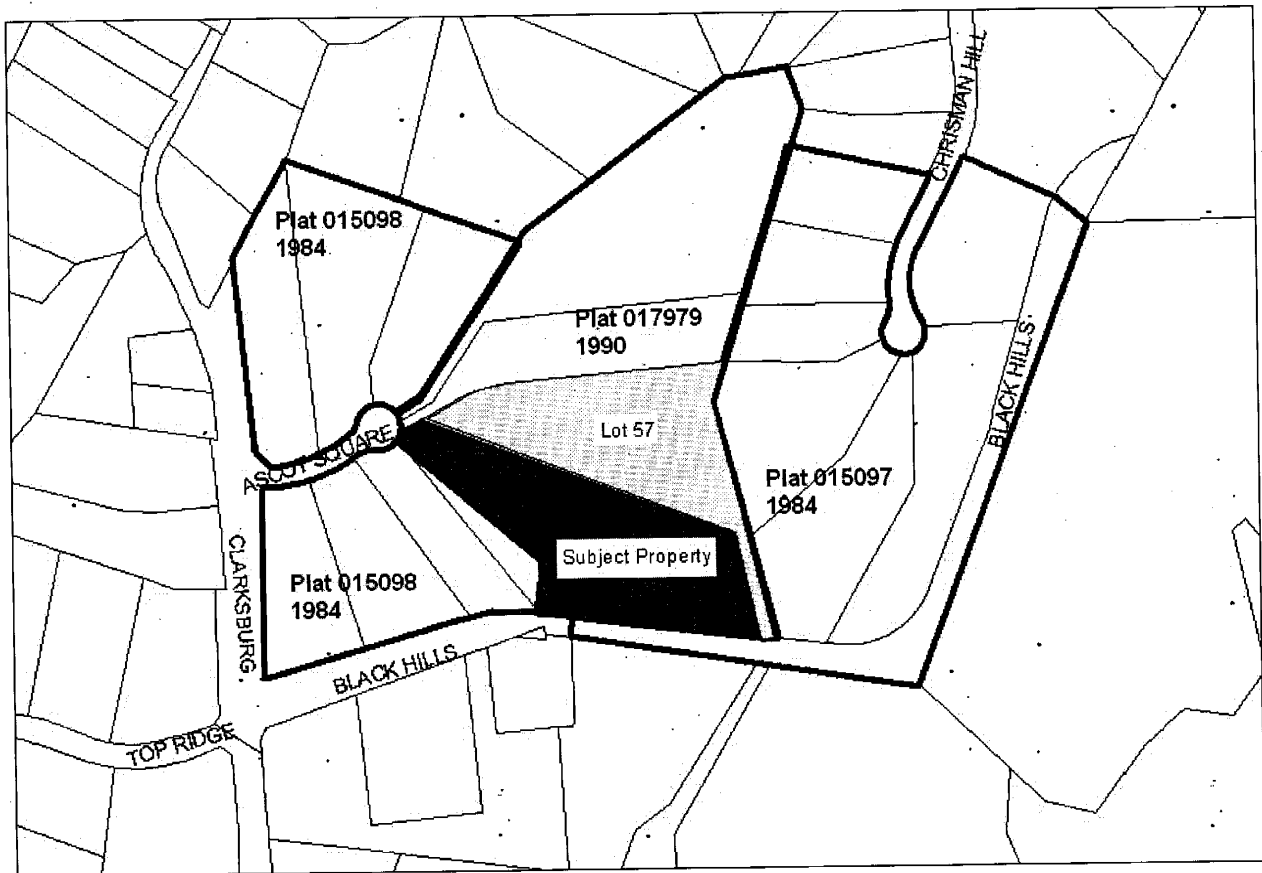 CHRISMAN HILL
Plat 015098
1984
Plat 017979
1990
BLACK HILLS
Lot 57
ASCOT SQUARE
Plat 015097
1984
Subject Property
CLARKSBURG
Plat 015098
1984
BLACK HILLS
TOP RIDGE